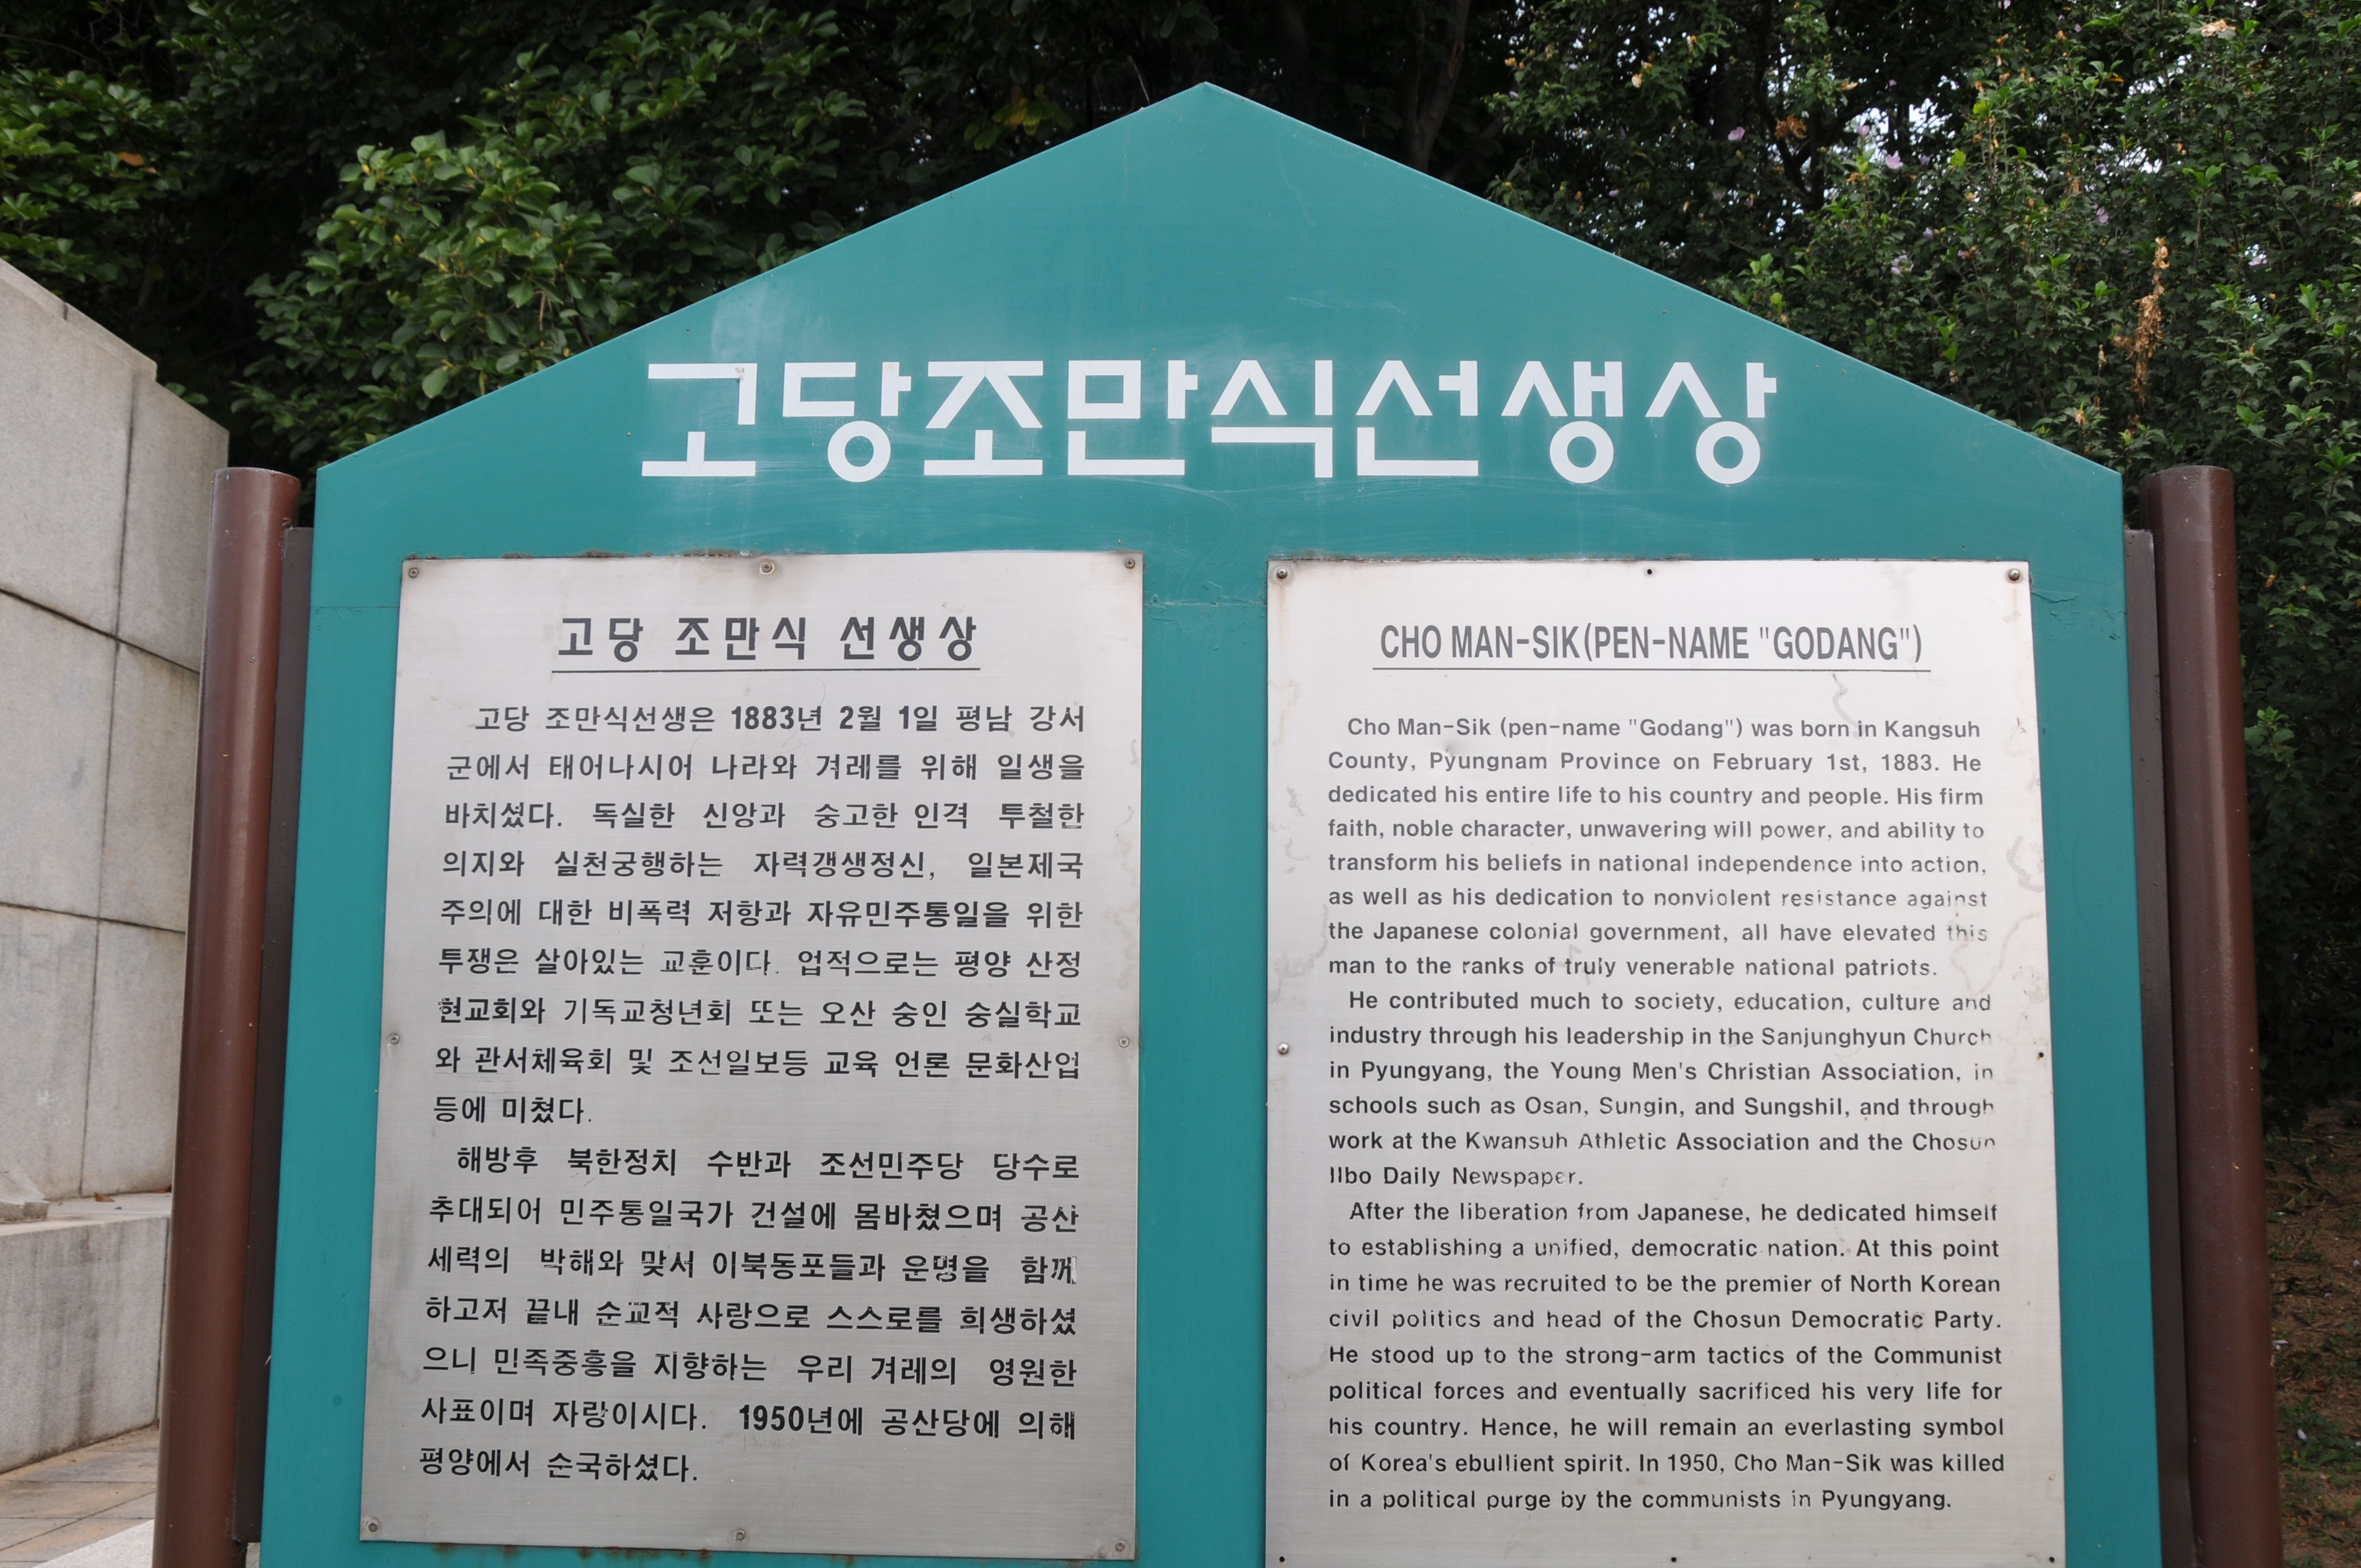 고당조만식선생상
고당 조만식 선생상
고당 조만식선생은 1883년 2월 1일 평남 강서
군에서 태어나시어 나라와 겨레를 위해 일생을
바치셨다. 독실한 신앙과 숭고한 인격 투철한
의지와 실천궁행하는 자력갱생정신, 일본제국
주의에 대한 비폭력 저항과 자유민주통일을 위한
투쟁은 살아있는 교훈이다. 업적으로는 평양 산정
현교회와 기독교청년회 또는 오산 숭인 숭실학교
와 관서체육회 및 조선일보등 교육 언론 문화산업
등에 미쳤다.
해방후 북한정치 수반과 조선민주당 당수로
추대되어 민주통일국가 건설에 몸바쳤으며 공산
세력의 박해와 맞서 이북동포들과 운명을 함께
하고저 끝내 순교적 사랑으로 스스로를 희생하셨
으니 민족중흥을 지향하는 우리 겨레의 영원한
사표이며 자랑이시다. 1950년에 공산당에 의해
평양에서 순국하셨다.
CHO MAN-SIK(PEN-NAME "GODANG")
Cho Man-Sik (pen-name "Godang") was born in Kangsuh
County, Pyungnam Province on February 1st, 1883. He
dedicated his entire life to his country and people. His firm
faith, noble character, unwavering will power, and ability to
transform his beliefs in national independence into action,
as well as his dedication to nonviolent resistance against
the Japanese colonial government, all have elevated this
man to the ranks of truly venerable national patriots.
He contributed much to society, education, culture and
industry through his leadership in the Sanjunghyun Church
in Pyungyang, the Young Men's Christian Association, in
schools such as Osan, Sungin, and Sungshil, and through
work at the Kwansuh Athletic Association and the Chosun
Ilbo Daily Newspaper.
After the liberation from Japanese, he dedicated himself
to establishing a unified, democratic nation. At this point
in time he was recruited to be the premier of North Korean
civil politics and head of the Chosun Democratic Party.
He stood up to the strong-arm tactics of the Communist
political forces and eventually sacrificed his very life for
his country. Hence, he will remain an everlasting symbol
of Korea's ebullient spirit. In 1950, Cho Man-Sik was killed
in a political purge by the communists in Pyungyang.